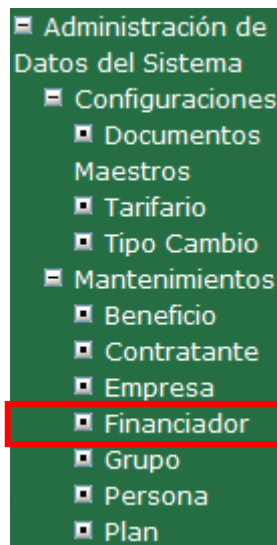 Administración de
Datos del Sistema
Configuraciones
Documentos
Maestros
Tarifario
Tipo Cambio
Mantenimientos
Beneficio
Contratante
Empresa
Financiador
Grupo
Persona
Plan